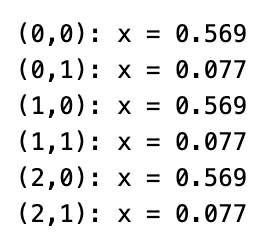 (0,0): x = 0.569
(0,1): x = 0.077
(1,0): x = 0.569
(1,1): x = 0.077
(2,0): x = 0.569
(2,1): x = 0.077